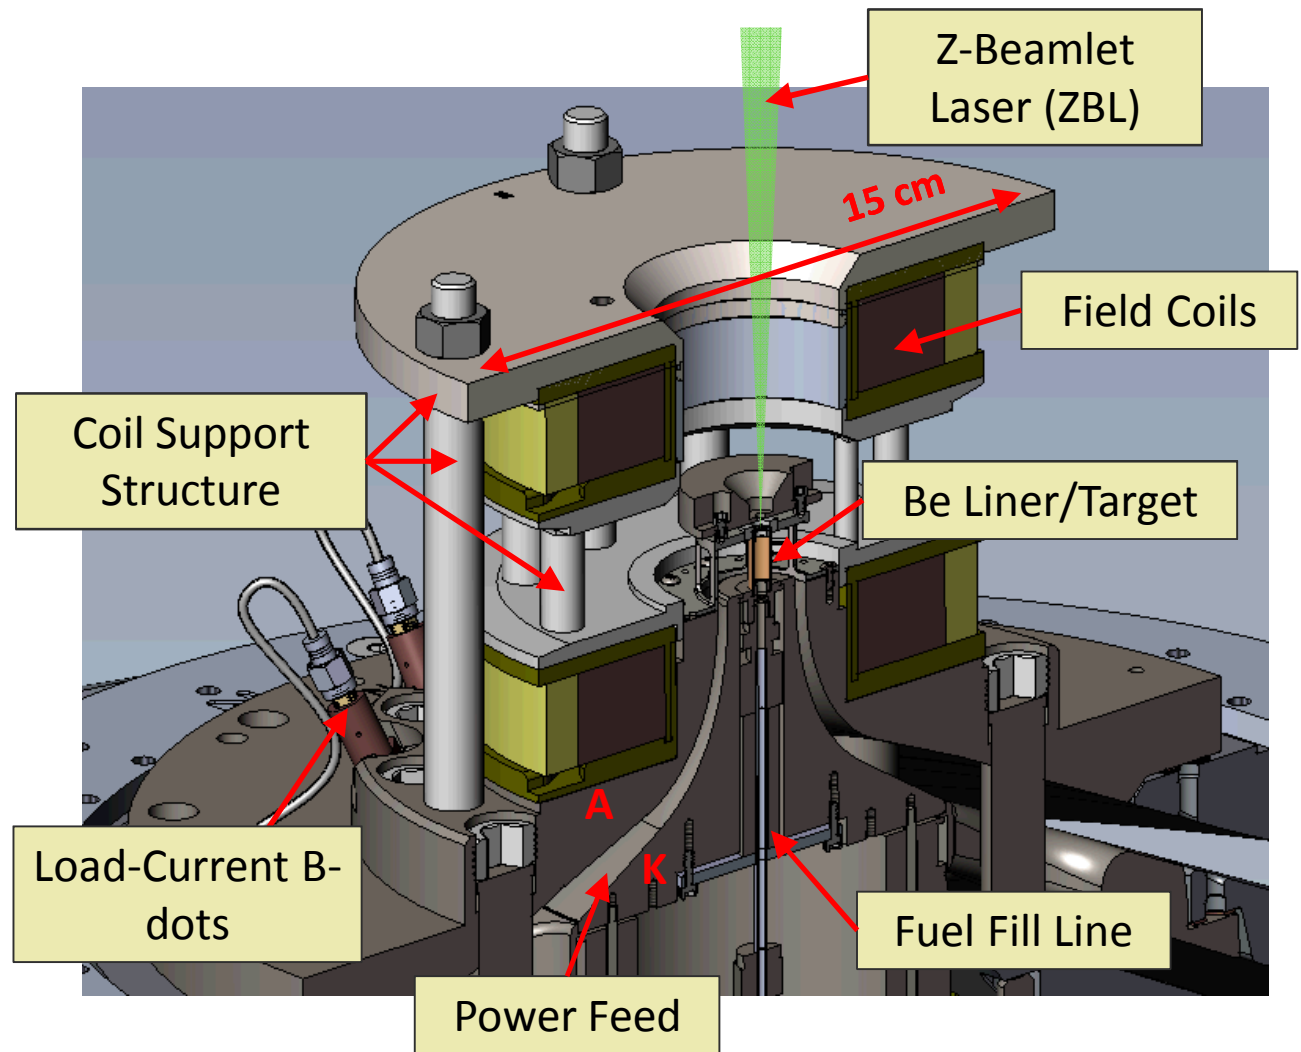 Z-Beamlet
Laser (ZBL)
15 cm
Field Coils
Coil Support
Structure
Be Liner/Target
A
K
Load-Current B-
dots
Fuel Fill Line
Power Feed